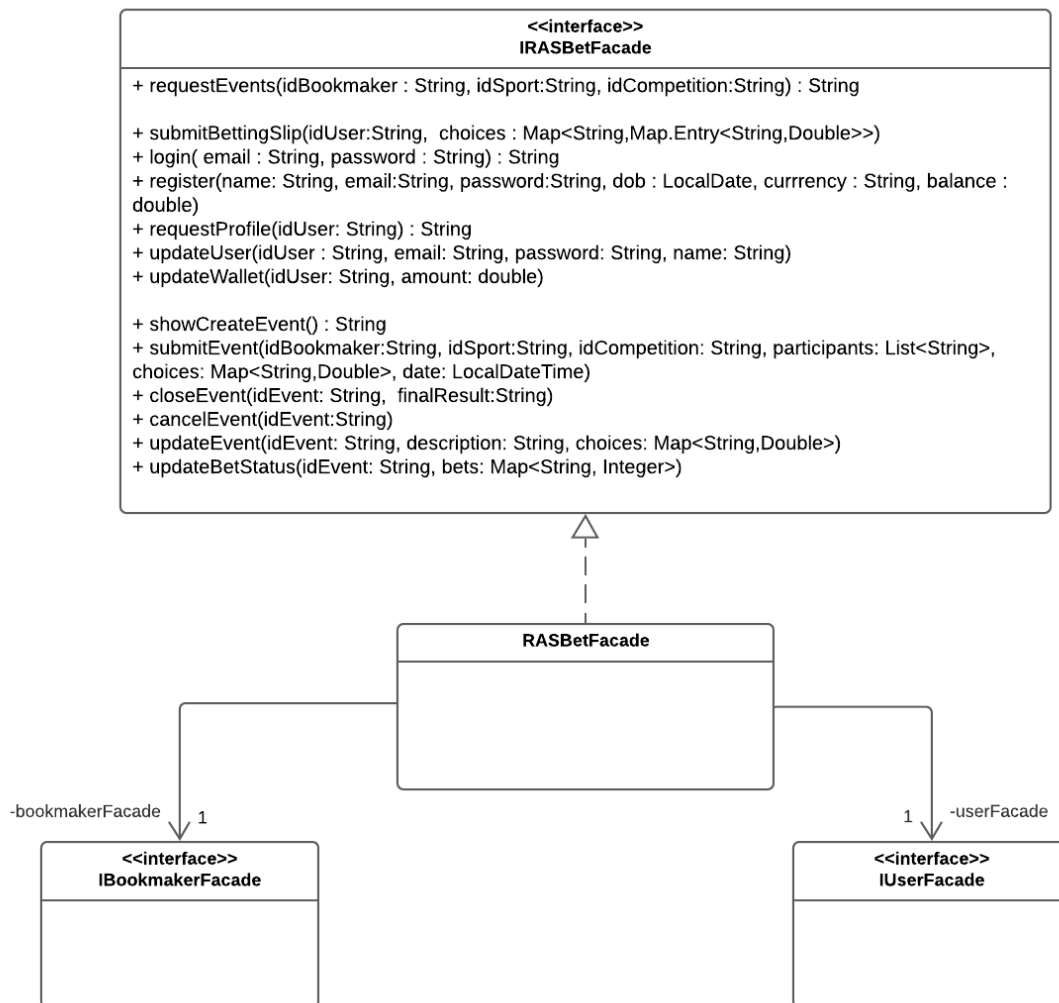 <<interface>>
IRASBetFacade
+ requestEvents(idBookmaker : String, idSport:String, idCompetition:String) : String
+ submitBettingSlip(idUser:String, choices : Map<String,Map.Entry<String,Double>>)
+ login( email : String, password : String) : String
+ register(name: String, email:String, password:String, dob : LocalDate, currrency : String, balance :
double)
+ requestProfile(idUser: String) : String
+ updateUser(idUser : String, email: String, password: String, name: String)
+ updateWallet(idUser: String, amount: double)
+ showCreateEvent() : String
+ submitEvent(idBookmaker:String, idSport:String, idCompetition: String, participants: List<String>,
choices: Map<String,Double>, date: LocalDateTime)
+ closeEvent(idEvent: String, finalResult:String)
+ cancelEvent(idEvent:String)
+ updateEvent(idEvent: String, description: String, choices: Map<String,Double>)
+ updateBetStatus(idEvent: String, bets: Map<String, Integer>)
RASBetFacade
-bookmakerFacade
1
1
-userFacade
<<interface>>
IBookmakerFacade
<<interface>>
IUserFacade